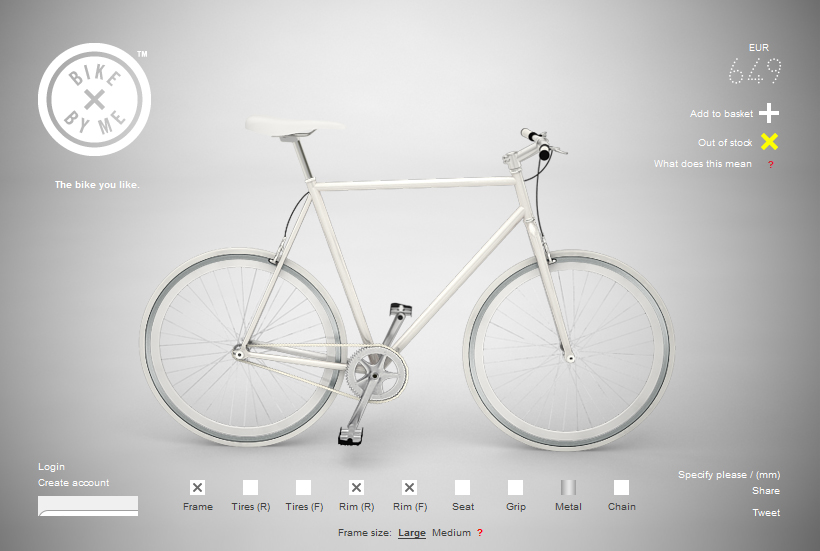 BIKE
BY ME
TM
The bike you like.
EUR
649
Add to basket
Out of stock
What does this mean ?
Login
Create account
Frame Tires (R) Tires (F) Rim (R) Rim (F) Seat Grip Metal Chain
Frame size: Large Medium ?
Specify please / (mm)
Share
Tweet